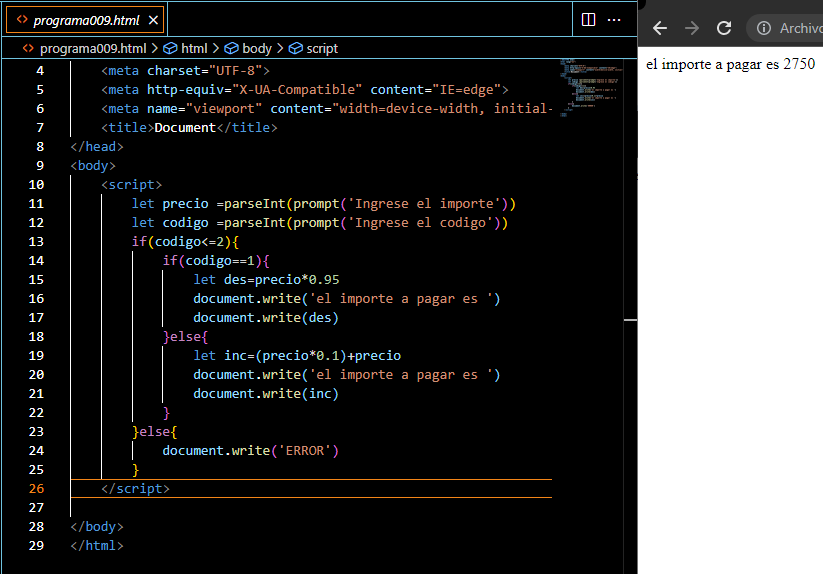 programa009.html
programa009.html > html > body > script
4 <meta charset="UTF-8">
5 <meta http-equiv="X-UA-Compatible" content="IE=edge">
6 <meta name="viewport" content="width=device-width, initial-
7 <title>Document</title>
8 </head>
9 <body>
10 <script>
11 let precio =parseInt(prompt('Ingrese el importe'))
12 let codigo =parseInt(prompt('Ingrese el codigo'))
13 if(codigo<=2){
14 if(codigo==1){
15 let des=precio*0.95
16 document.write('el importe a pagar es ')
17 document.write(des)
18 }else{
19 let inc=(precio*0.1)+precio
20 document.write('el importe a pagar es ')
21 document.write(inc)
22 }
23 }else{
24 document.write('ERROR')
25 }
26 </script>
27
28 </body>
29 </html>
Archivo
el importe a pagar es 2750